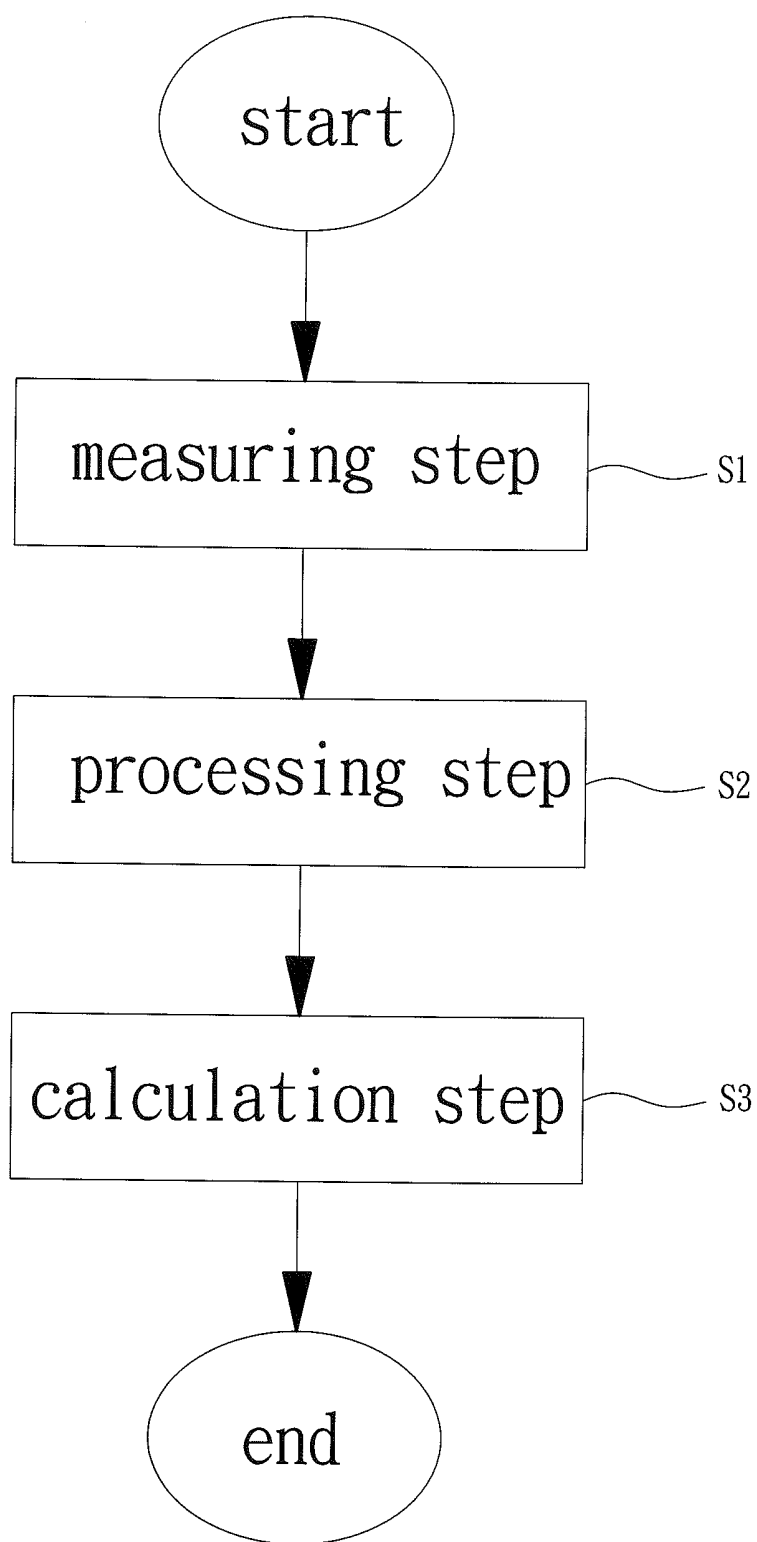 start
measuring step
S1
processing step
S2
calculation step
S3
end